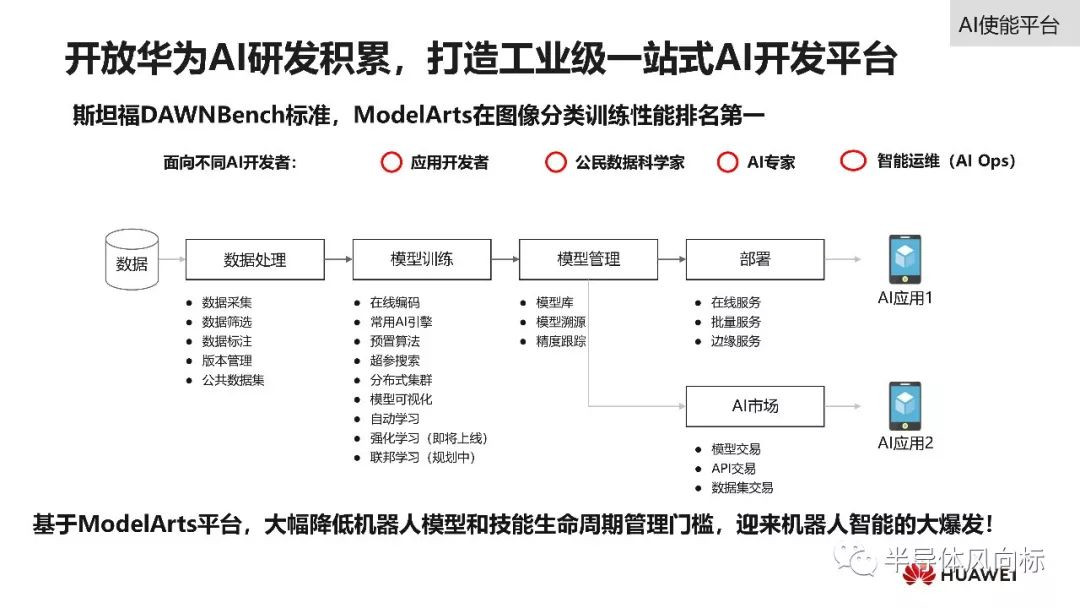 AI使能平台
开放华为AI研发积累，打造工业级一站式AI开发平台
斯坦福DAWNBench标准，ModelArts在图像分类训练性能排名第一
面向不同AI开发者： 应用开发者 公民数据科学家 AI专家 智能运维（AI Ops）
数据
数据处理
● 数据采集
● 数据筛选
● 数据标注
● 版本管理
● 公共数据集
模型训练
● 在线编码
● 常用AI引擎
● 预置算法
● 超参搜索
● 分布式集群
● 模型可视化
● 自动学习
● 强化学习（即将上线）
● 联邦学习（规划中）
模型管理
● 模型库
● 模型溯源
● 精度跟踪
部署
● 在线服务
● 批量服务
● 边缘服务
AI应用1
AI市场
● 模型交易
● API交易
● 数据集交易
AI应用2
基于ModelArts平台，大幅降低机器人模型和技能生命周期管理门槛，迎来机器人智能的大爆发！
半导体风向标
HUAWEI